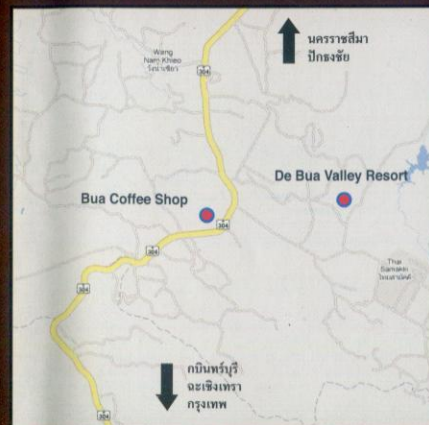 นครราชสีมา
ปักธงชัย
Wang
Nam Khieo
วังน้ำเขียว
304
De Bua Valley Resort
Bua Coffee Shop
304
304
Thai
Samakki
ไทยสามัคคี
304
กบินทร์บุรี
ฉะเชิงเทรา
กรุงเทพ
304